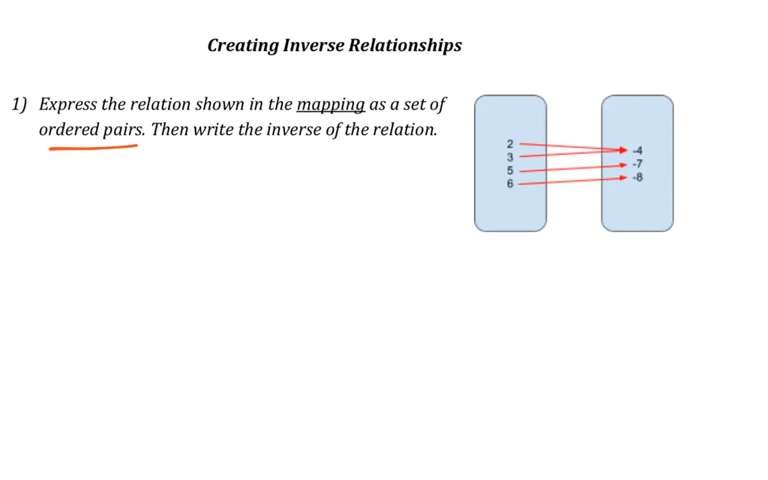 Creating Inverse Relationships
1) Express the relation shown in the mapping as a set of
ordered pairs. Then write the inverse of the relation.
2
3
5
6
-4
-7
-8